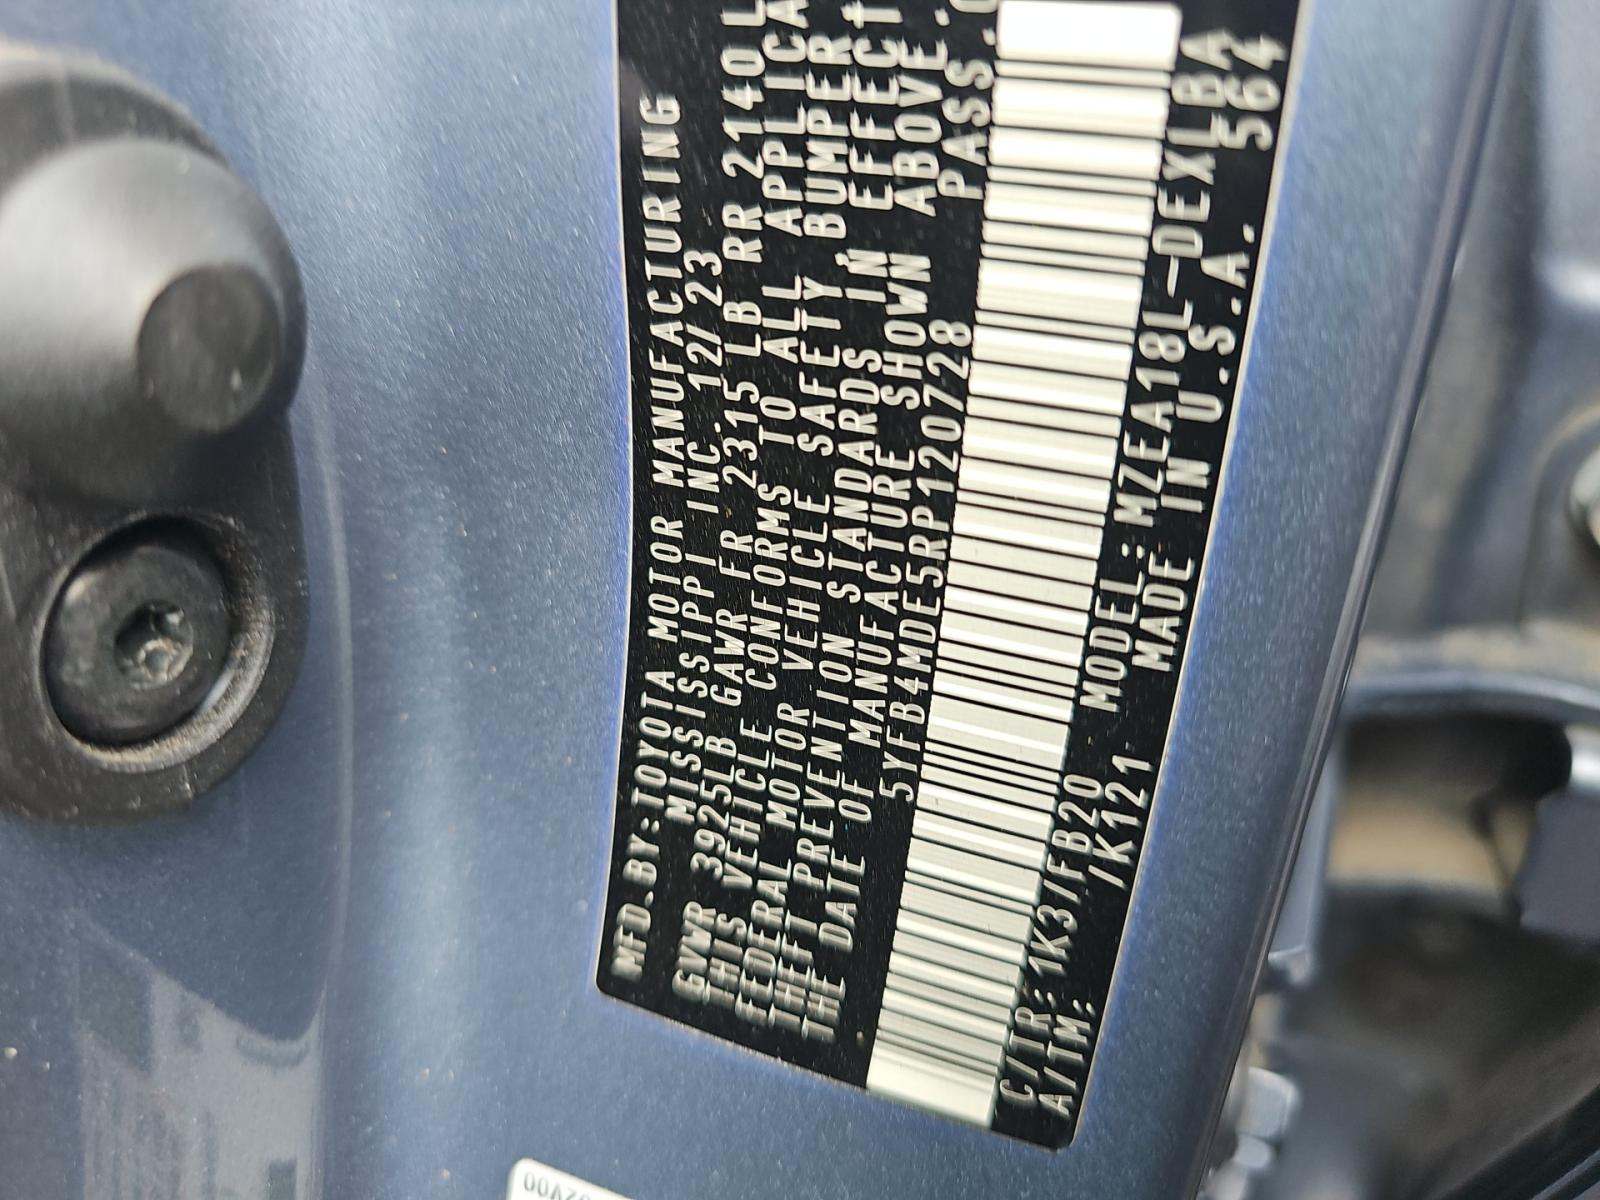 MFD.BY:TOYOTA MOTOR MANUFACTURING
MISSISSIPPI INC. 12/23
GVWR 3925LB GAWR FR 2315 LB RR 2140L
THIS VEHICLE CONFORMS TO ALL APPLICA
FEDERAL MOTOR VEHICLE SAFETY BUMPER
THEFT PREVENTION STANDARDS IN EFFECT
THE DATE OF MANUFACTURE SHOWN ABOVE.
5YFB4MDE5RP120728 PASS.
C/TR:1K3/FB20 MODEL:MZEA18L-DEXLBA
A/TM: /K121 MADE IN U.S.A. 564